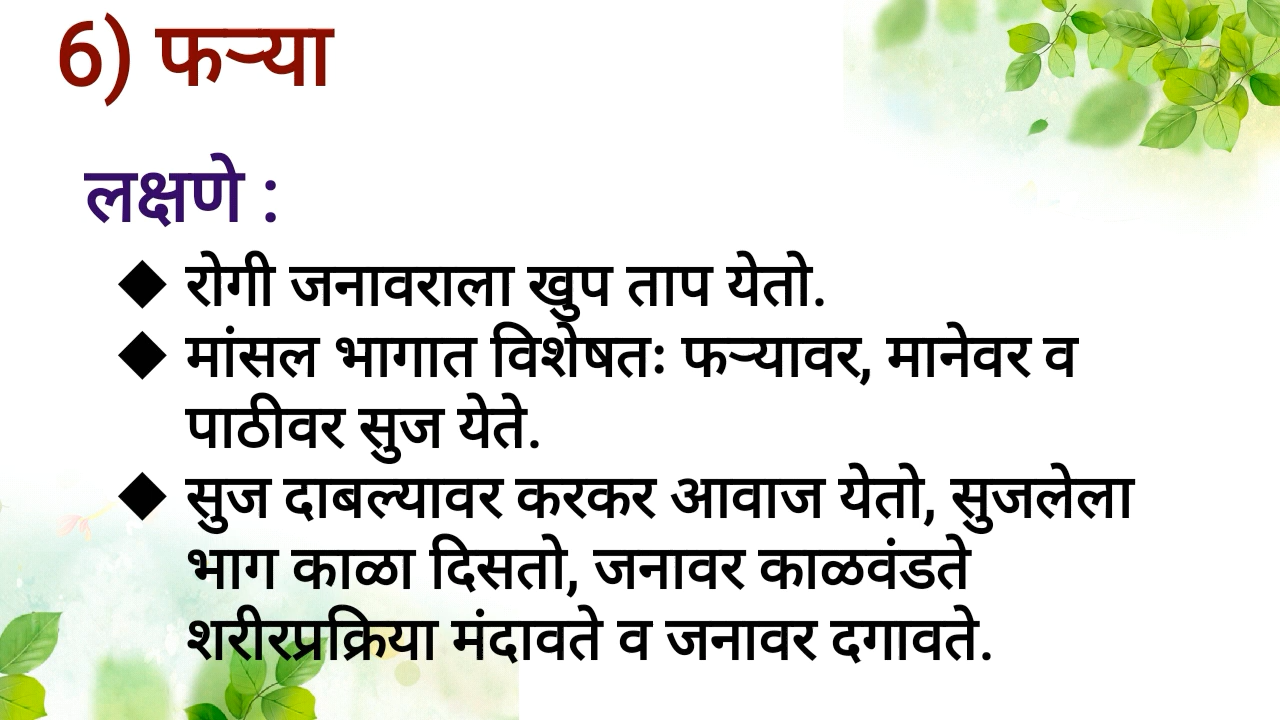 6) फऱ्या
लक्षणे :
◆ रोगी जनावराला खुप ताप येतो.
◆ मांसल भागात विशेषतः फऱ्यावर, मानेवर व
पाठीवर सुज येते.
◆ सुज दाबल्यावर करकर आवाज येतो, सुजलेला
भाग काळा दिसतो, जनावर काळवंडते
शरीरप्रक्रिया मंदावते व जनावर दगावते.